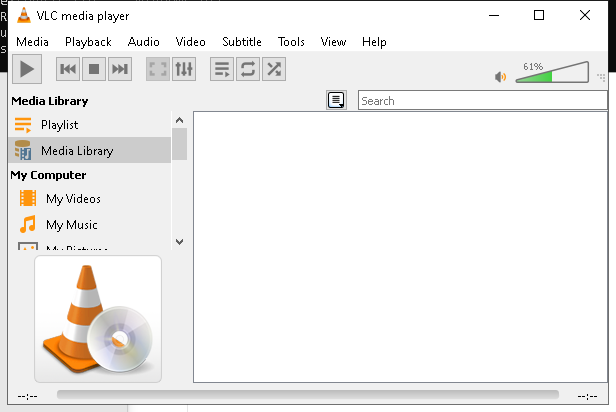 VLC media player
Media Playback Audio Video Subtitle Tools View Help
61%
Media Library
Search
Playlist
Media Library
My Computer
My Videos
My Music
My Pictures
--:-- --:--